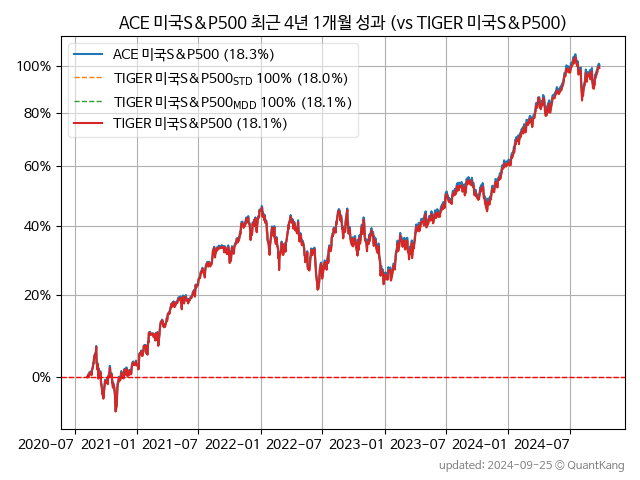 ACE 미국S&P500 최근 4년 1개월 성과 (vs TIGER 미국S&P500)
ACE 미국S&P500 (18.3%)
TIGER 미국S&P500STD 100% (18.0%)
TIGER 미국S&P500MDD 100% (18.1%)
TIGER 미국S&P500 (18.1%)
100%
80%
60%
40%
20%
0%
2020-07 2021-01 2021-07 2022-01 2022-07 2023-01 2023-07 2024-01 2024-07
updated: 2024-09-25 © QuantKang